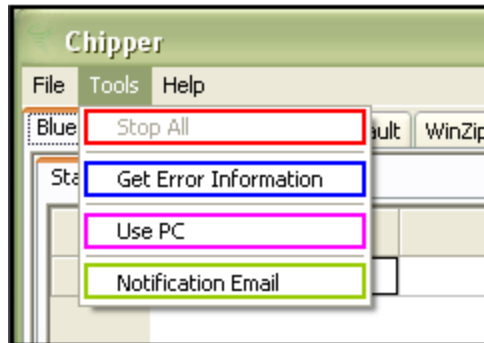 Chipper
File Tools Help
Blue ault WinZip
Stop All
Sta
Get Error Information
Use PC
Notification Email